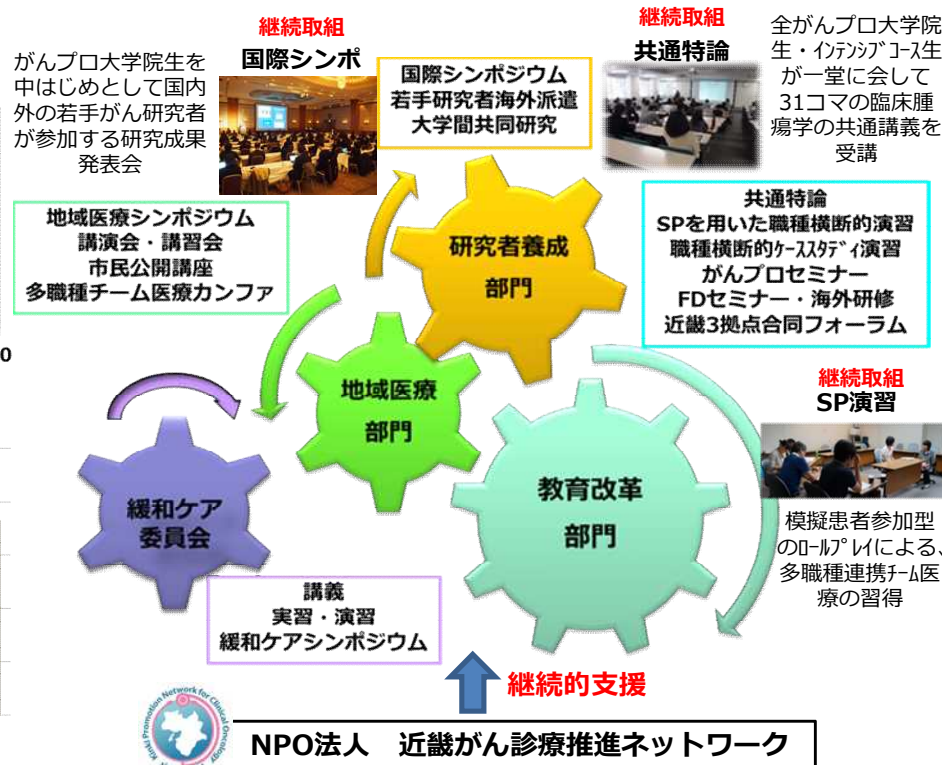 継続取組
国際シンポ
がんプロ大学院生を
中はじめとして国内
外の若手がん研究者
が参加する研究成果
発表会
国際シンポジウム
若手研究者海外派遣
大学間共同研究
継続取組
共通特論
全がんプロ大学院
生・インテンシブコース生
が一堂に会して
31コマの臨床腫
瘍学の共通講義を
受講
地域医療シンポジウム
講演会・講習会
市民公開講座
多職種チーム医療カンファ
研究者養成
部門
共通特論
SPを用いた職種横断的演習
職種横断的ケーススタディ演習
がんプロセミナー
FDセミナー・海外研修
近畿3拠点合同フォーラム
0
地域医療
部門
継続取組
SP演習
緩和ケア
委員会
教育改革
部門
模擬患者参加型
のロールプレイによる、
多職種連携チーム医
療の習得
講義
実習・演習
緩和ケアシンポジウム
継続的支援
Kinki Promotion Network for Clinical Oncology
NPO法人 近畿がん診療推進ネットワーク